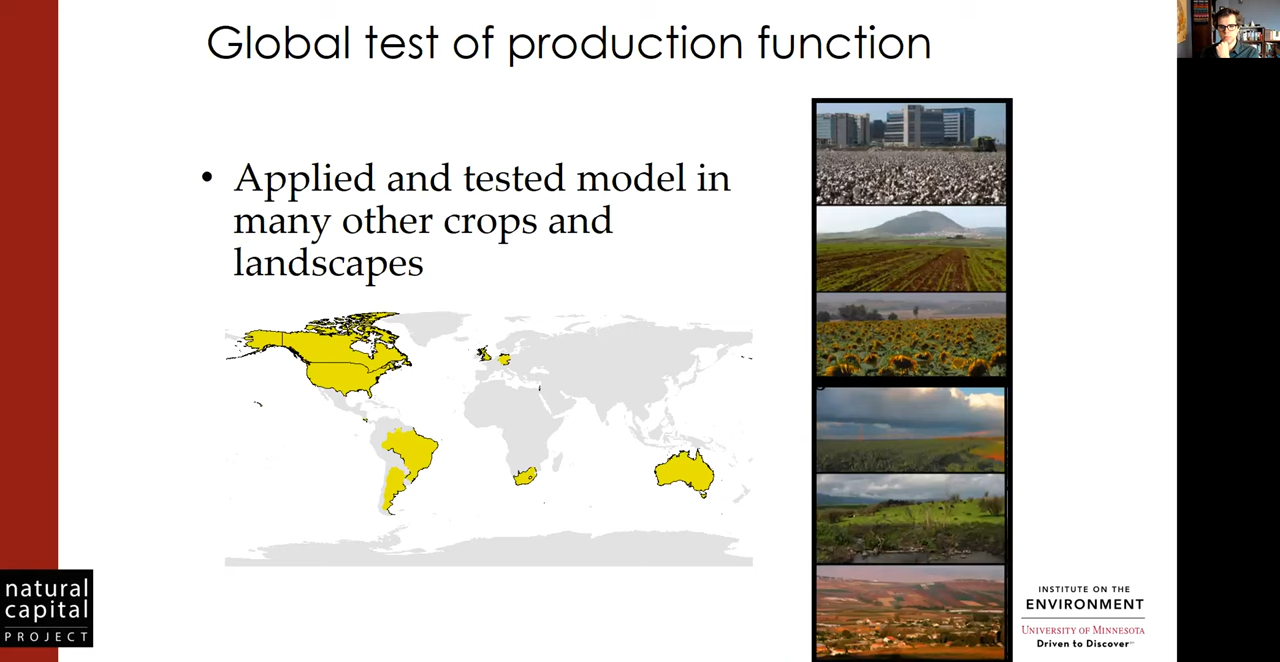 Global test of production function
• Applied and tested model in
many other crops and
landscapes
natural
capital
PROJECT
INSTITUTE ON THE
ENVIRONMENT
UNIVERSITY OF MINNESOTA
Driven to Discover℠